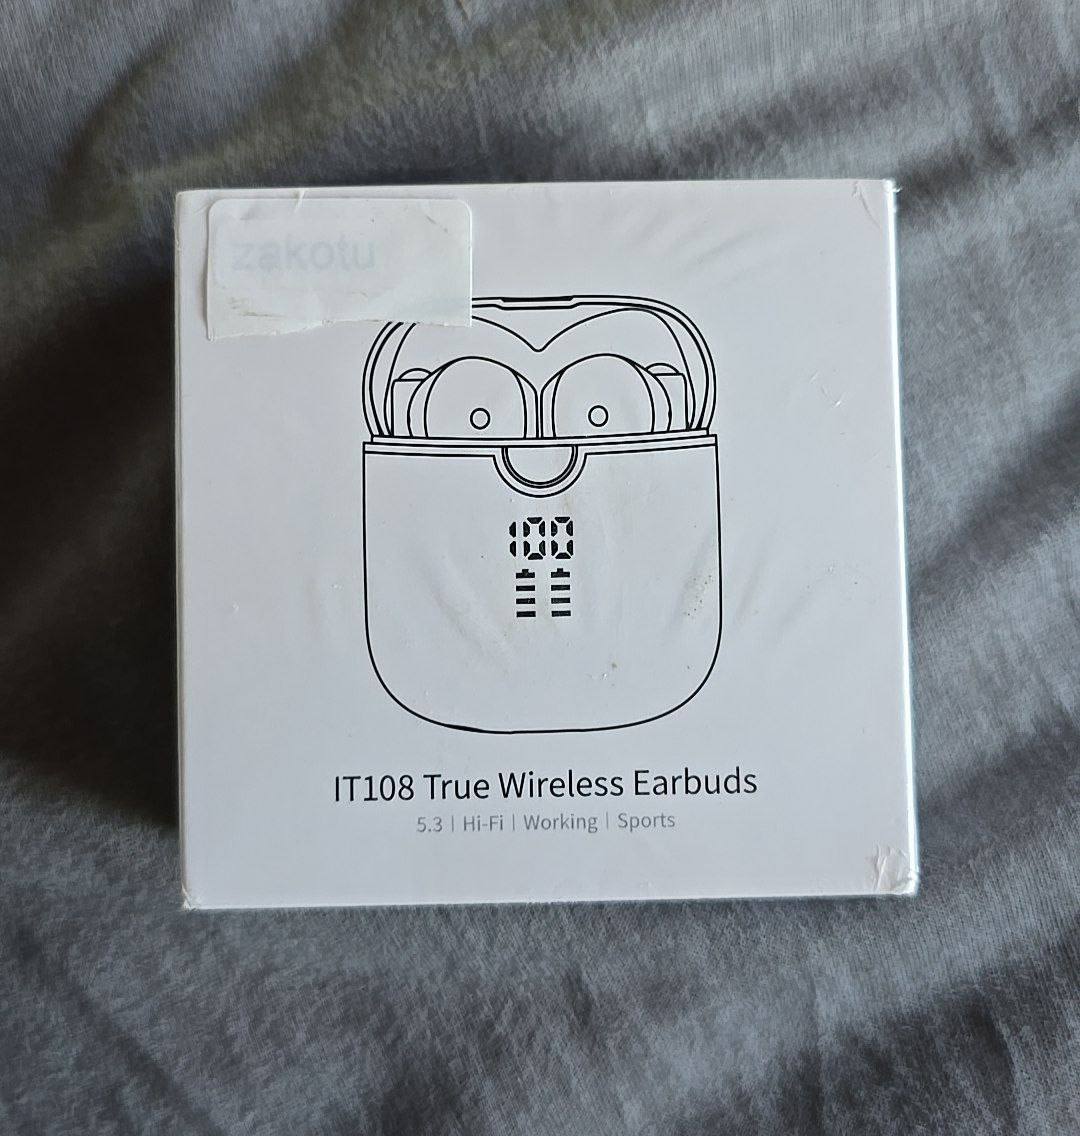 zakotu
100
IT108 True Wireless Earbuds
5.3 | Hi-Fi | Working | Sports